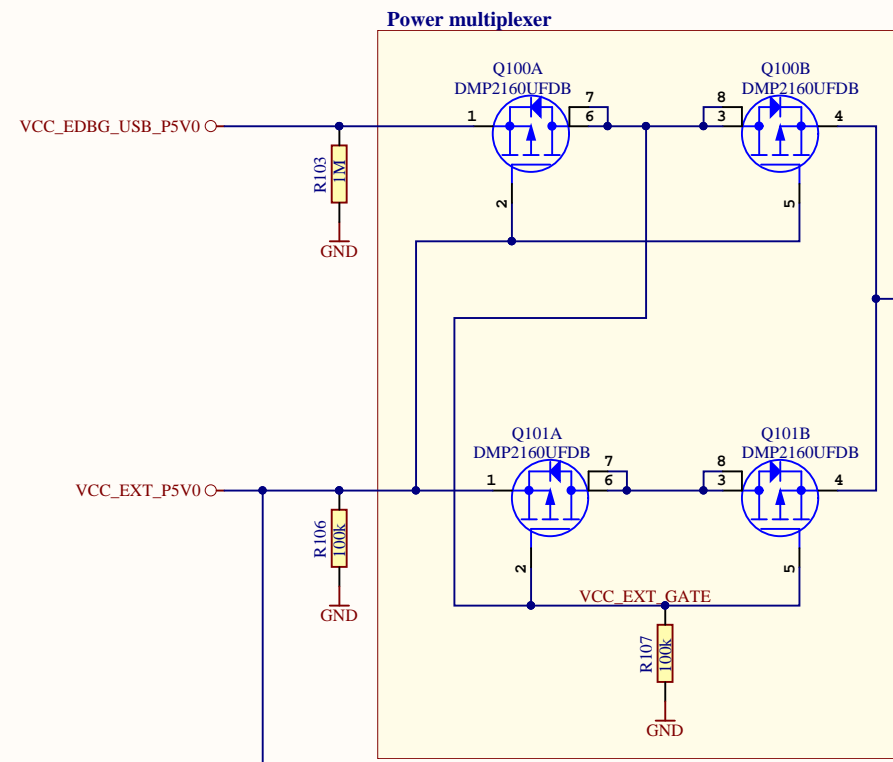 Power multiplexer
Q100A
DMP2160UFDB
Q100B
DMP2160UFDB
VCC_EDBG_USB_P5V0
1
7
6
8
3
4
R103
1M
2
5
GND
Q101A
DMP2160UFDB
Q101B
DMP2160UFDB
VCC_EXT_P5V0
1
7
6
8
3
4
R106
100k
2
5
GND
VCC_EXT_GATE
R107
100k
GND